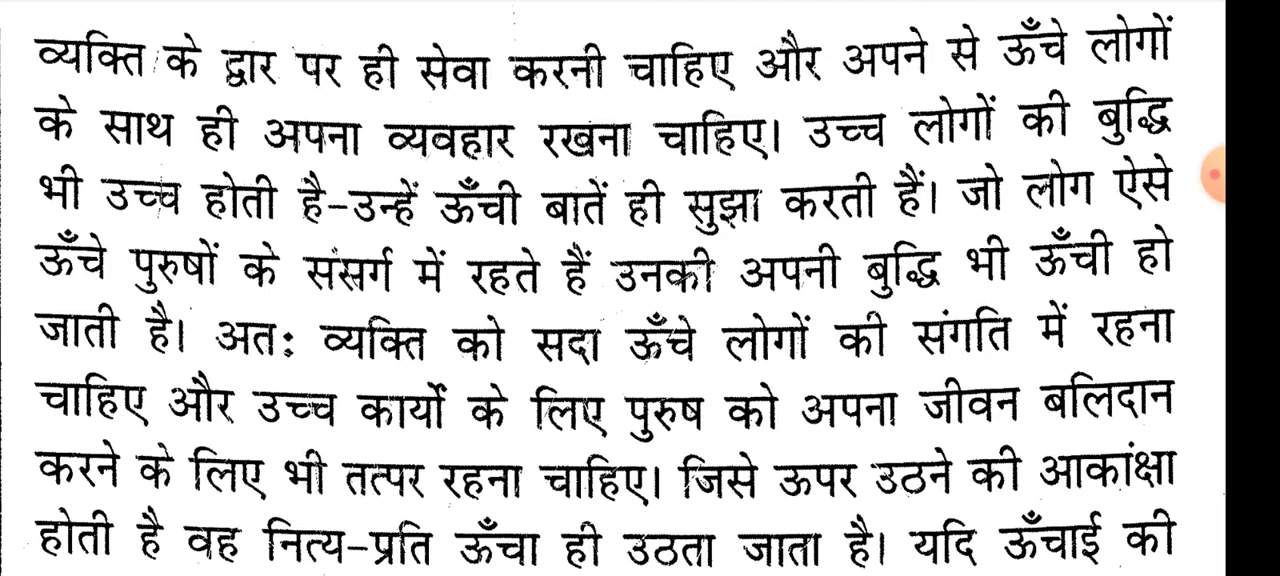 व्यक्ति के द्वार पर ही सेवा करनी चाहिए और अपने से ऊँचे लोगों
के साथ ही अपना व्यवहार रखना चाहिए। उच्च लोगों की बुद्धि
भी उच्च होती है-उन्हें ऊँची बातें ही सुझा करती हैं। जो लोग ऐसे
ऊँचे पुरुषों के संसर्ग में रहते हैं उनकी अपनी बुद्धि भी ऊँची हो
जाती है। अतः व्यक्ति को सदा ऊँचे लोगों की संगति में रहना
चाहिए और उच्च कार्यो के लिए पुरुष को अपना जीवन बलिदान
करने के लिए भी तत्पर रहना चाहिए। जिसे ऊपर उठने की आकांक्षा
होती है वह नित्य-प्रति ऊँचा ही उठता जाता है। यदि ऊँचाई की